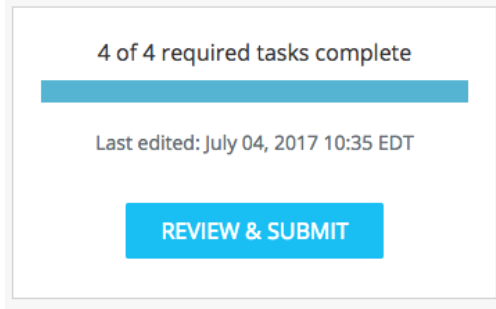 4 of 4 required tasks complete
Last edited: July 04, 2017 10:35 EDT
REVIEW & SUBMIT